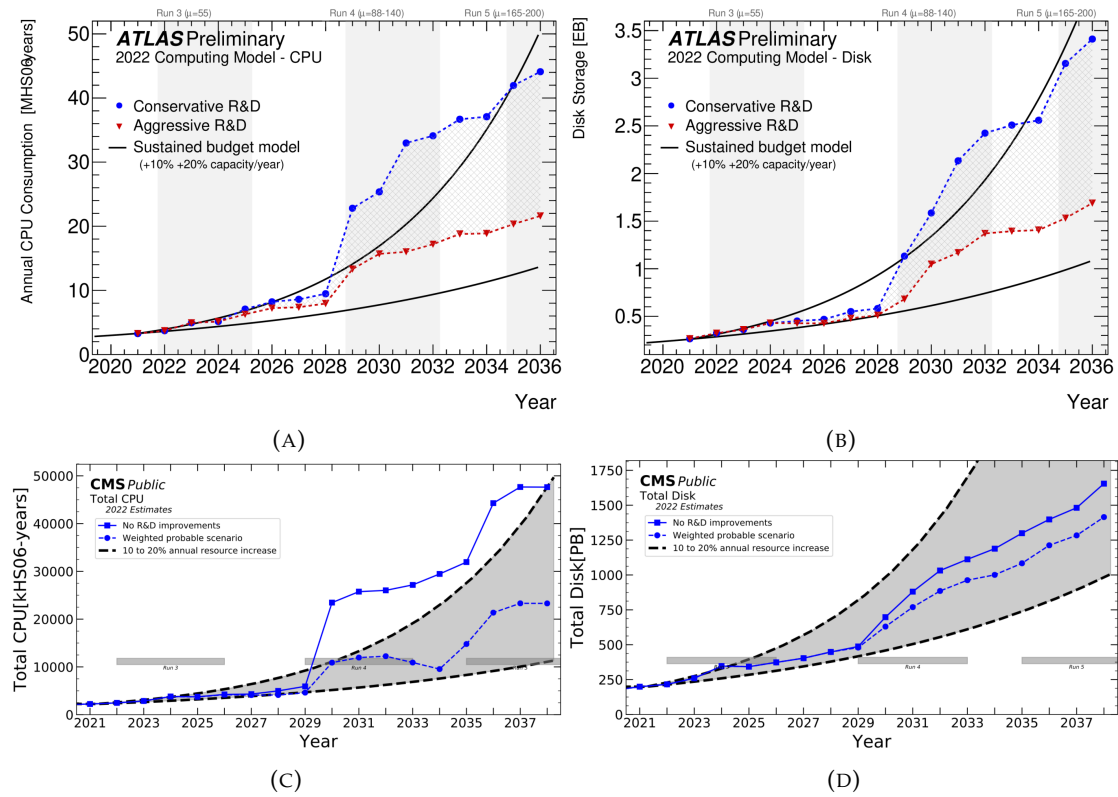 Run 3 (μ=55)
Run 4 (μ=88-140)
Run 5 (μ=165-200)
ATLAS Preliminary
2022 Computing Model - CPU
Conservative R&D
Aggressive R&D
Sustained budget model
(+10% +20% capacity/year)
Annual CPU Consumption [MHS06years]
50
40
30
20
10
0
2020 2022 2024 2026 2028 2030 2032 2034 2036
Year
(A)
Run 3 (μ=55)
Run 4 (μ=88-140)
Run 5 (μ=165-200)
ATLAS Preliminary
2022 Computing Model - Disk
Conservative R&D
Aggressive R&D
Sustained budget model
(+10% +20% capacity/year)
Disk Storage [EB]
3.5
3
2.5
2
1.5
1
0.5
2020 2022 2024 2026 2028 2030 2032 2034 2036
Year
(B)
CMS Public
Total CPU
2022 Estimates
No R&D improvements
Weighted probable scenario
10 to 20% annual resource increase
Total CPU[kHS06-years]
50000
40000
30000
20000
10000
0
Run 3
Run 4
2021 2023 2025 2027 2029 2031 2033 2035 2037
Year
(C)
CMS Public
Total Disk
2022 Estimates
No R&D improvements
Weighted probable scenario
10 to 20% annual resource increase
Total Disk[PB]
1750
1500
1250
1000
750
500
250
0
Run 4
Run 5
2021 2023 2025 2027 2029 2031 2033 2035 2037
Year
(D)